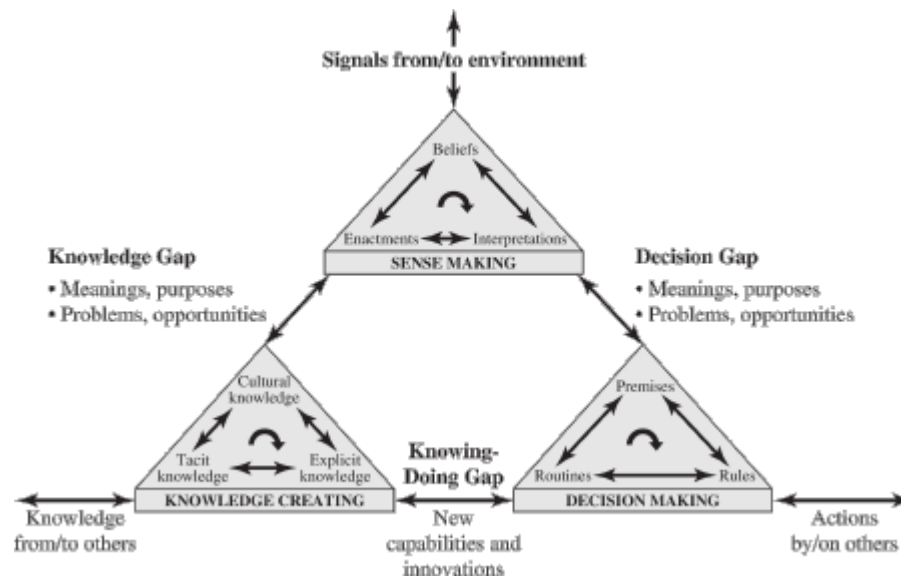 Signals from/to environment
Beliefs
Enactments
Interpretations
SENSE MAKING
Knowledge Gap
• Meanings, purposes
• Problems, opportunities
Decision Gap
• Meanings, purposes
• Problems, opportunities
Cultural
knowledge
Tacit
knowledge
Explicit
knowledge
KNOWLEDGE CREATING
Knowing-
Doing Gap
Premises
Routines
Rules
DECISION MAKING
Knowledge
from/to others
New
capabilities and
innovations
Actions
by/on others